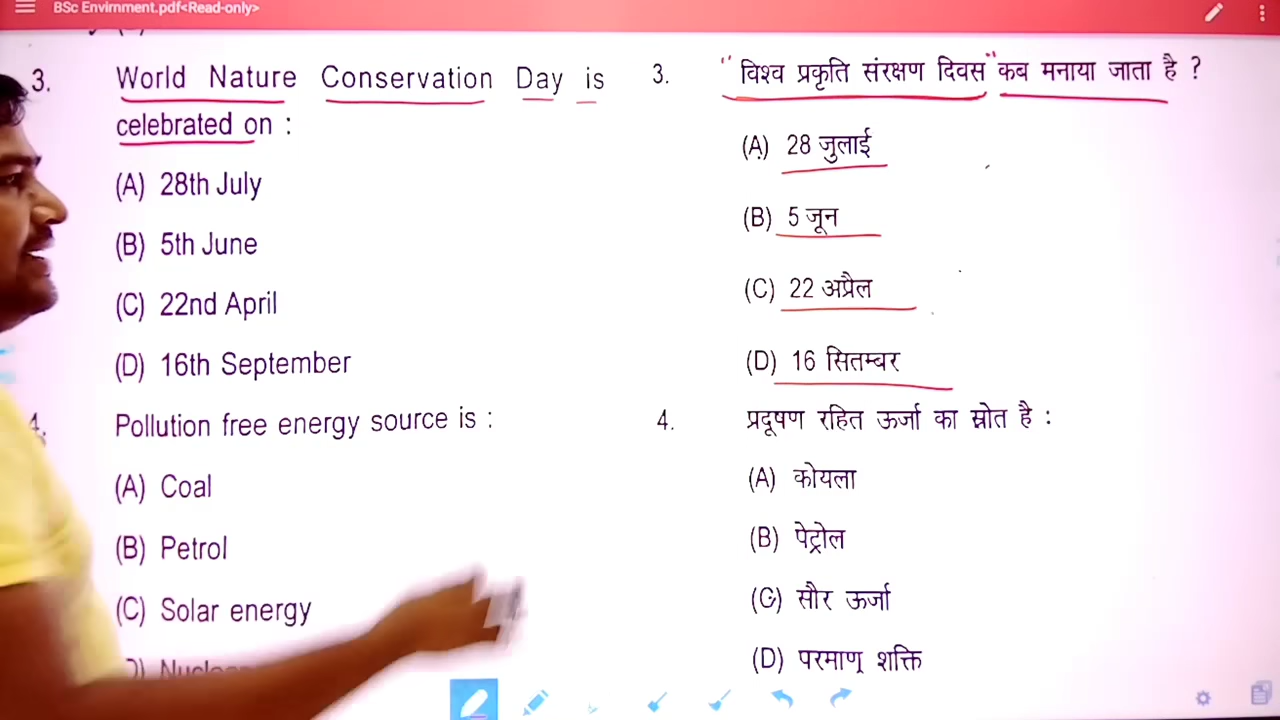 BSc Envirnment.pdf<Read-only>
3. World Nature Conservation Day is
celebrated on :
(A) 28th July
(B) 5th June
(C) 22nd April
(D) 16th September
4. Pollution free energy source is :
(A) Coal
(B) Petrol
(C) Solar energy
3. "विश्व प्रकृति संरक्षण दिवस" कब मनाया जाता है ?
(A) 28 जुलाई
(B) 5 जून
(C) 22 अप्रैल
(D) 16 सितम्बर
4. प्रदूषण रहित ऊर्जा का स्रोत है :
(A) कोयला
(B) पेट्रोल
(C) सौर ऊर्जा
(D) परमाणु शक्ति